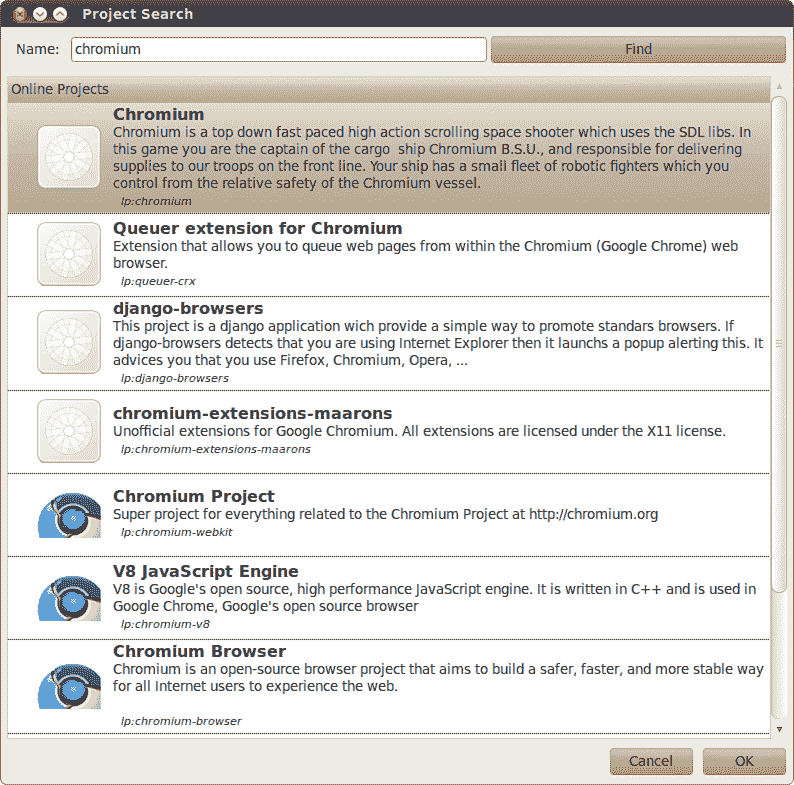 Project Search
Name: chromium Find
Online Projects
Chromium
Chromium is a top down fast paced high action scrolling space shooter which uses the SDL libs. In
this game you are the captain of the cargo  ship Chromium B.S.U., and responsible for delivering
supplies to our troops on the front line. Your ship has a small fleet of robotic fighters which you
control from the relative safety of the Chromium vessel.
lp:chromium
Queuer extension for Chromium
Extension that allows you to queue web pages from within the Chromium (Google Chrome) web
browser.
lp:queuer-crx
django-browsers
This project is a django application wich provide a simple way to promote standars browsers. If
django-browsers detects that you are using Internet Explorer then it launchs a popup alerting this. It
advices you that you use Firefox, Chromium, Opera, ...
lp:django-browsers
chromium-extensions-maarons
Unofficial extensions for Google Chromium. All extensions are licensed under the X11 license.
lp:chromium-extensions-maarons
Chromium Project
Super project for everything related to the Chromium Project at http://chromium.org
lp:chromium-webkit
V8 JavaScript Engine
V8 is Google's open source, high performance JavaScript engine. It is written in C++ and is used in
Google Chrome, Google's open source browser
lp:chromium-v8
Chromium Browser
Chromium is an open-source browser project that aims to build a safer, faster, and more stable way
for all Internet users to experience the web.
lp:chromium-browser
Cancel OK